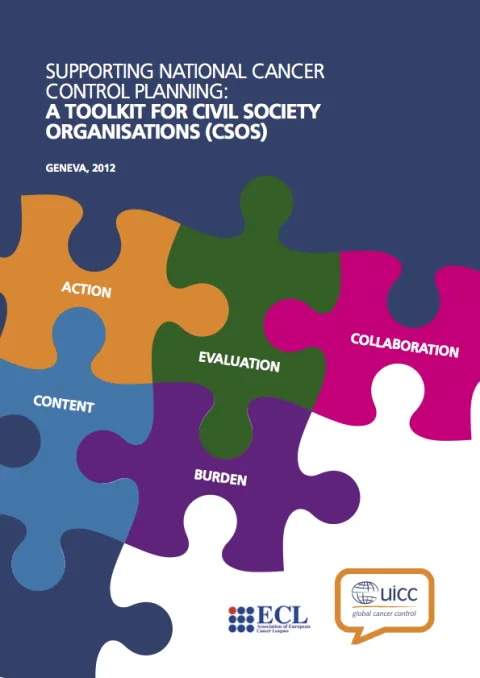 SUPPORTING NATIONAL CANCER
CONTROL PLANNING:
A TOOLKIT FOR CIVIL SOCIETY
ORGANISATIONS (CSOS)
GENEVA, 2012
ACTION
EVALUATION
COLLABORATION
CONTENT
BURDEN
ECL
Association of European
Cancer Leagues
uicc
global cancer control